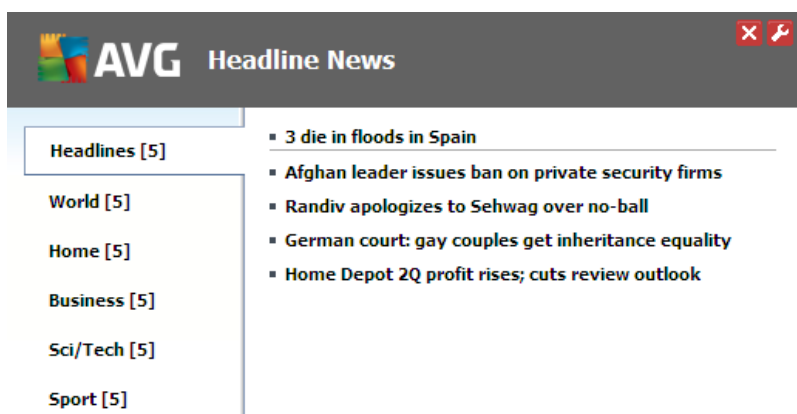 AVG Headline News
Headlines [5]
World [5]
Home [5]
Business [5]
Sci/Tech [5]
Sport [5]
3 die in floods in Spain
Afghan leader issues ban on private security firms
Randiv apologizes to Sehwag over no-ball
German court: gay couples get inheritance equality
Home Depot 2Q profit rises; cuts review outlook